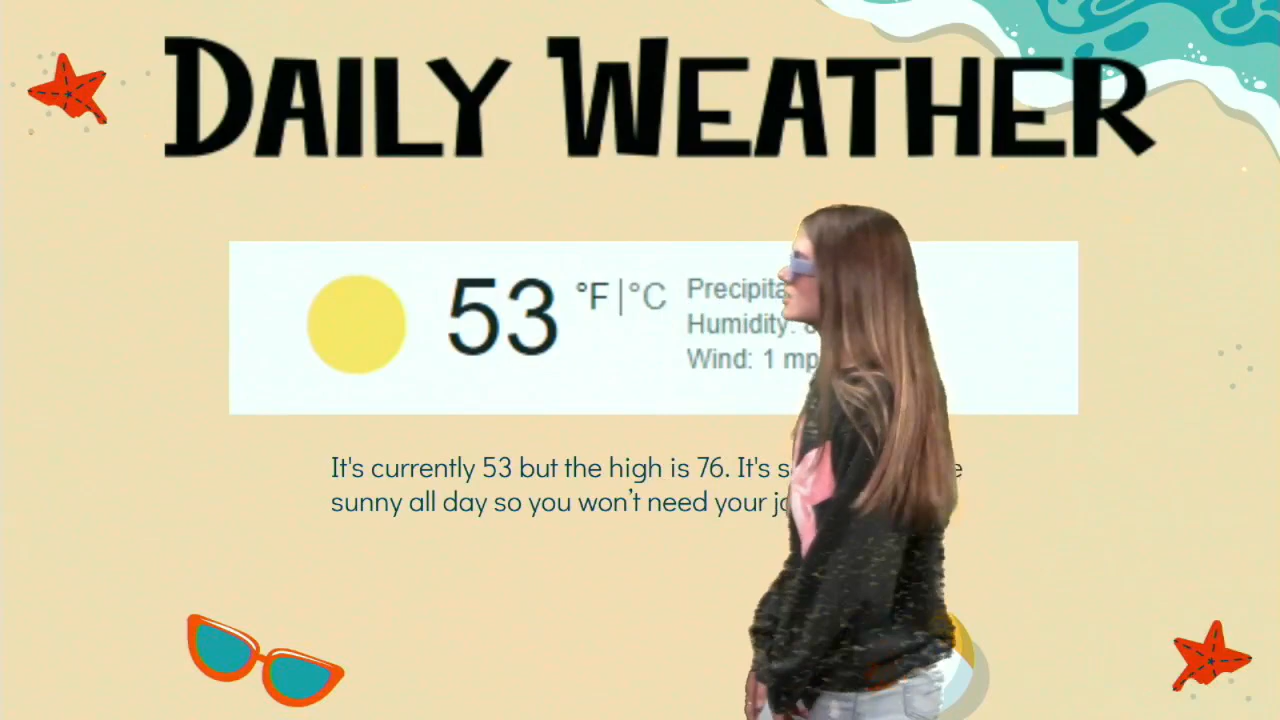 DAILY WEATHER
53 °F|°C
Precipita
Humidity:
Wind: 1 mp
It's currently 53 but the high is 76. It's s
sunny all day so you won't need your